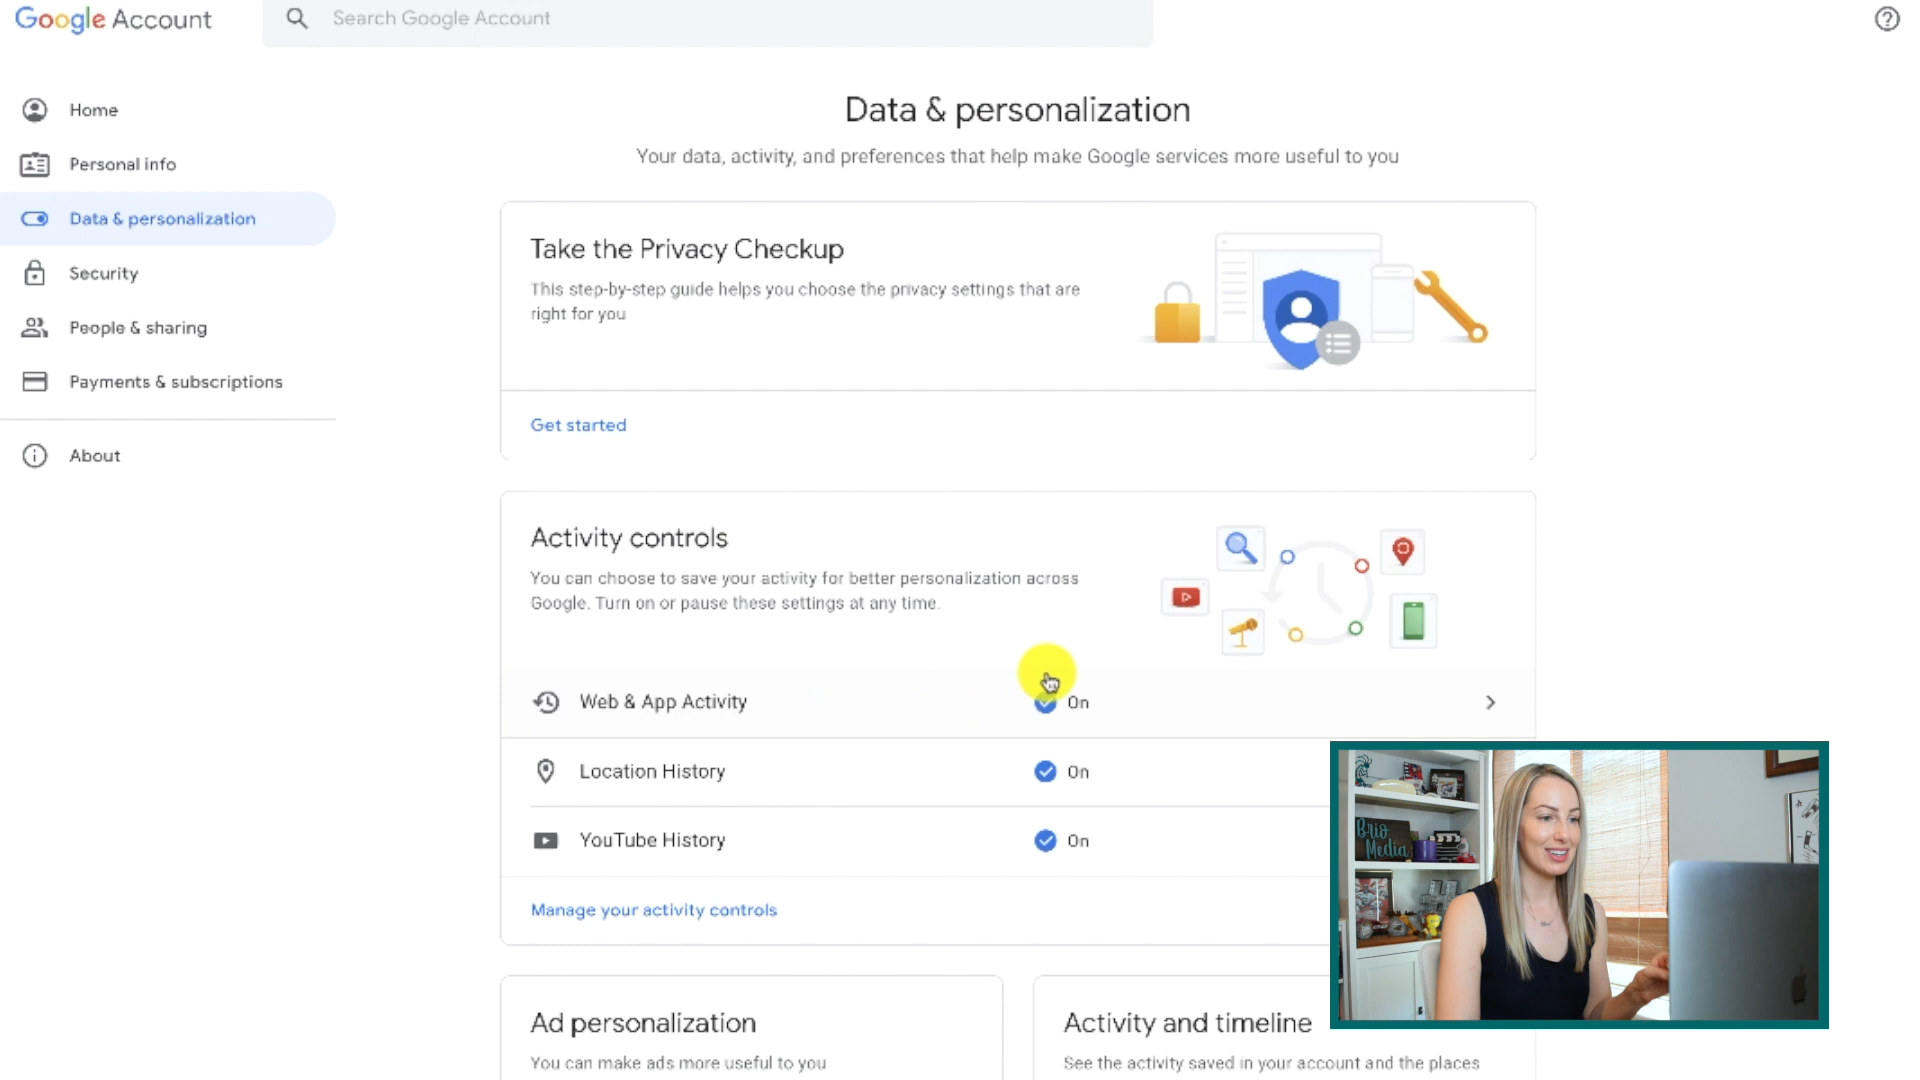 Google Account
Search Google Account
Home
Personal info
Data & personalization
Security
People & sharing
Payments & subscriptions
About
Data & personalization
Your data, activity, and preferences that help make Google services more useful to you
Take the Privacy Checkup
This step-by-step guide helps you choose the privacy settings that are
right for you
Get started
Activity controls
You can choose to save your activity for better personalization across
Google. Turn on or pause these settings at any time.
Web & App Activity On
Location History On
YouTube History On
Manage your activity controls
Ad personalization
You can make ads more useful to you
Activity and timeline
See the activity saved in your account and the places
Brio
Media